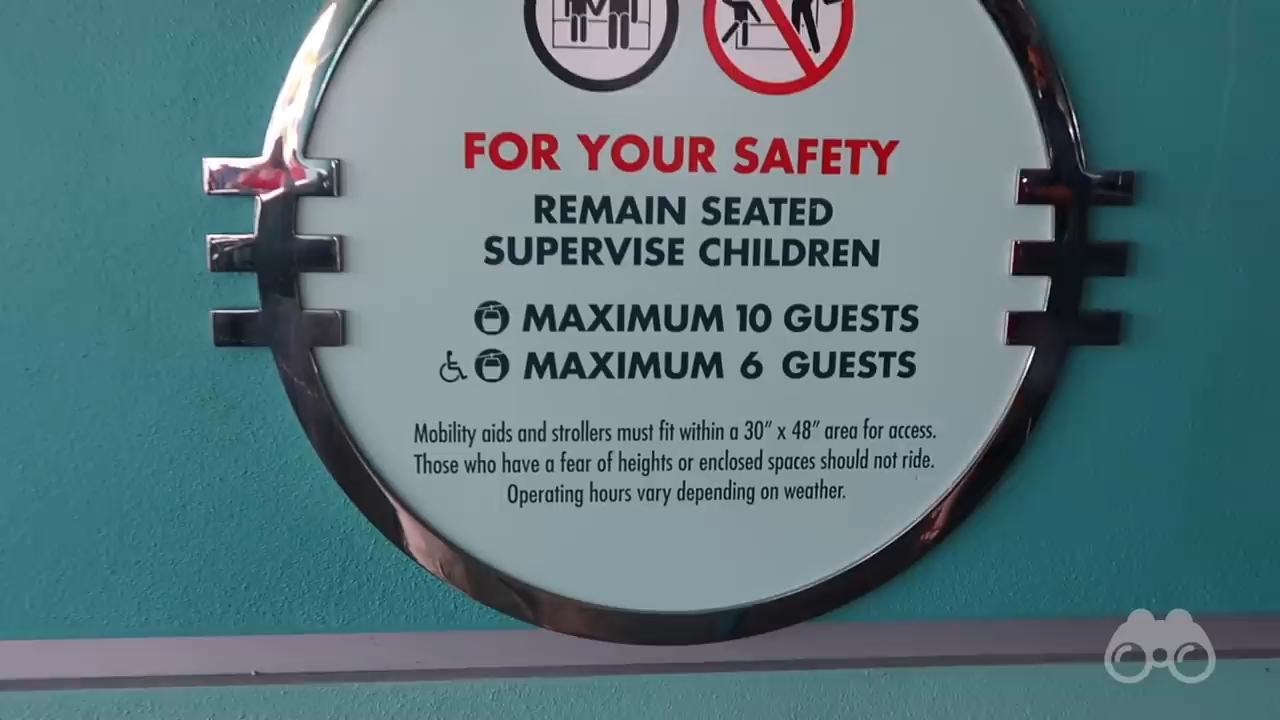 FOR YOUR SAFETY
REMAIN SEATED
SUPERVISE CHILDREN
MAXIMUM 10 GUESTS
MAXIMUM 6 GUESTS
Mobility aids and strollers must fit within a 30″ x 48″ area for access.
Those who have a fear of heights or enclosed spaces should not ride.
Operating hours vary depending on weather.